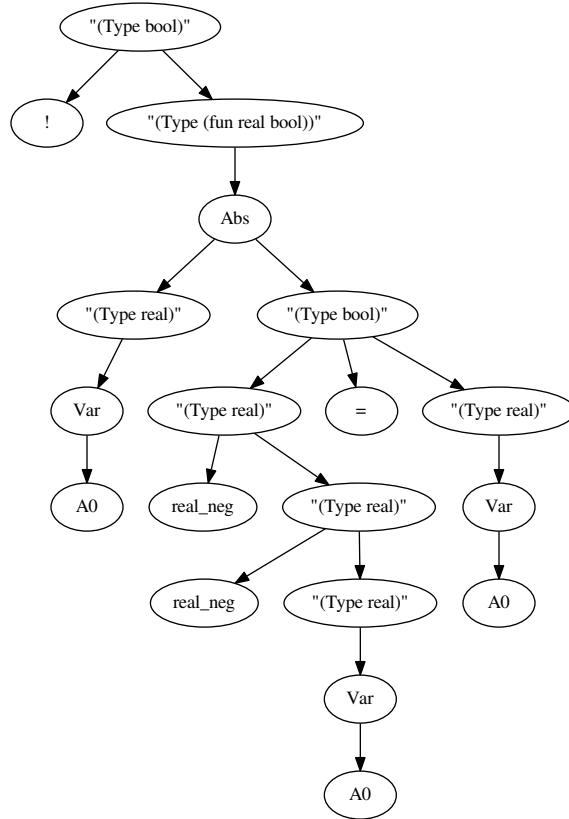 "(Type bool)"
!
"(Type (fun real bool))"
Abs
"(Type real)"
"(Type bool)"
Var
"(Type real)"
=
"(Type real)"
A0
real_neg
"(Type real)"
Var
real_neg
"(Type real)"
A0
Var
A0